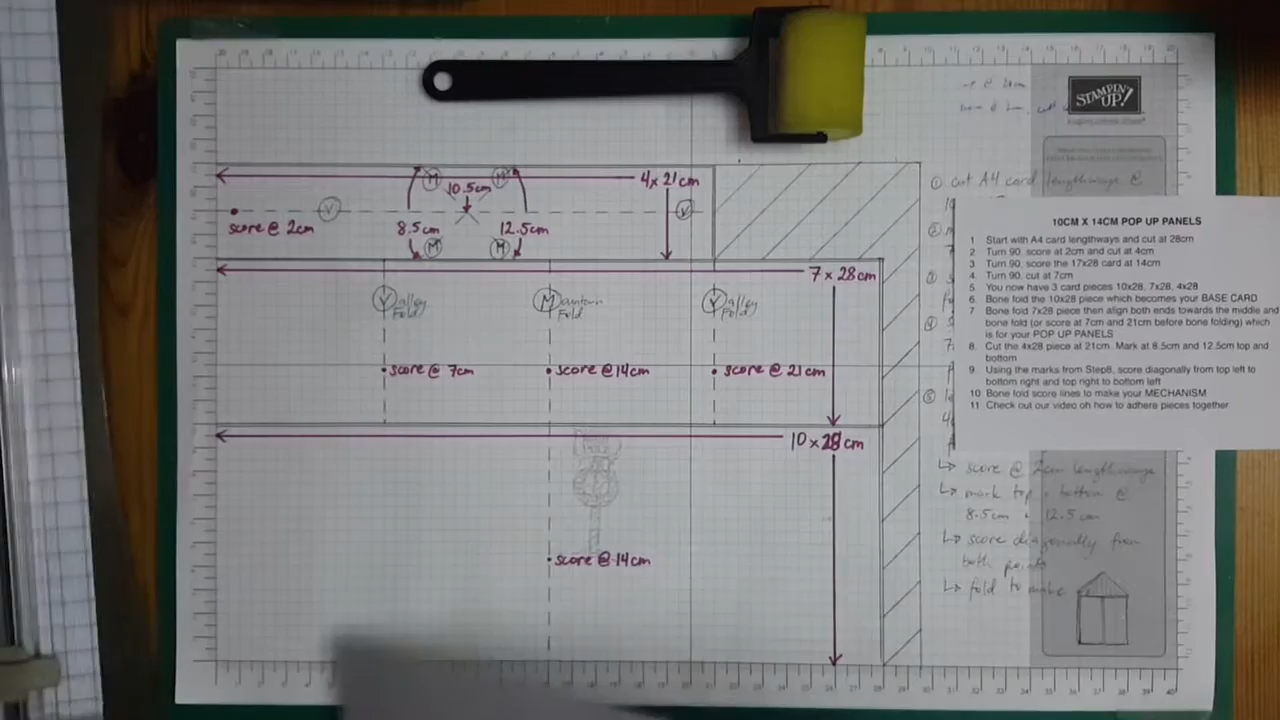 STAMPIN' UP!
4 x 21cm
10.5cm
score @ 2cm
8.5cm
12.5cm
M
M
M
M
V
V
① cut A4 card lengthways @
7 x 28cm
Valley
Fold
Mountain
Fold
Valley
Fold
score @ 7cm
score @ 14cm
score @ 21cm
10 x 28cm
score @ 14cm
10CM X 14CM POP UP PANELS
1 Start with A4 card lengthways and cut at 28cm
2 Turn 90, score at 2cm and cut at 4cm
3 Turn 90, score the 17x28 card at 14cm
4 Turn 90, cut at 7cm
5 You now have 3 card pieces 10x28, 7x28, 4x28
6 Bone fold the 10x28 piece which becomes your BASE CARD
7 Bone fold 7x28 piece then align both ends towards the middle and
bone fold (or score at 7cm and 21cm before bone folding) which
is for your POP UP PANELS
8. Cut the 4x28 piece at 21cm. Mark at 8.5cm and 12.5cm top and
bottom
9 Using the marks from Step8, score diagonally from top left to
bottom right and top right to bottom left
10 Bone fold score lines to make your MECHANISM
11 Check out our video on how to adhere pieces together
↳ score @ 2cm lengthways
↳ mark top + bottom @
8.5cm + 12.5cm
↳ score diagonally from
both points
↳ fold to make